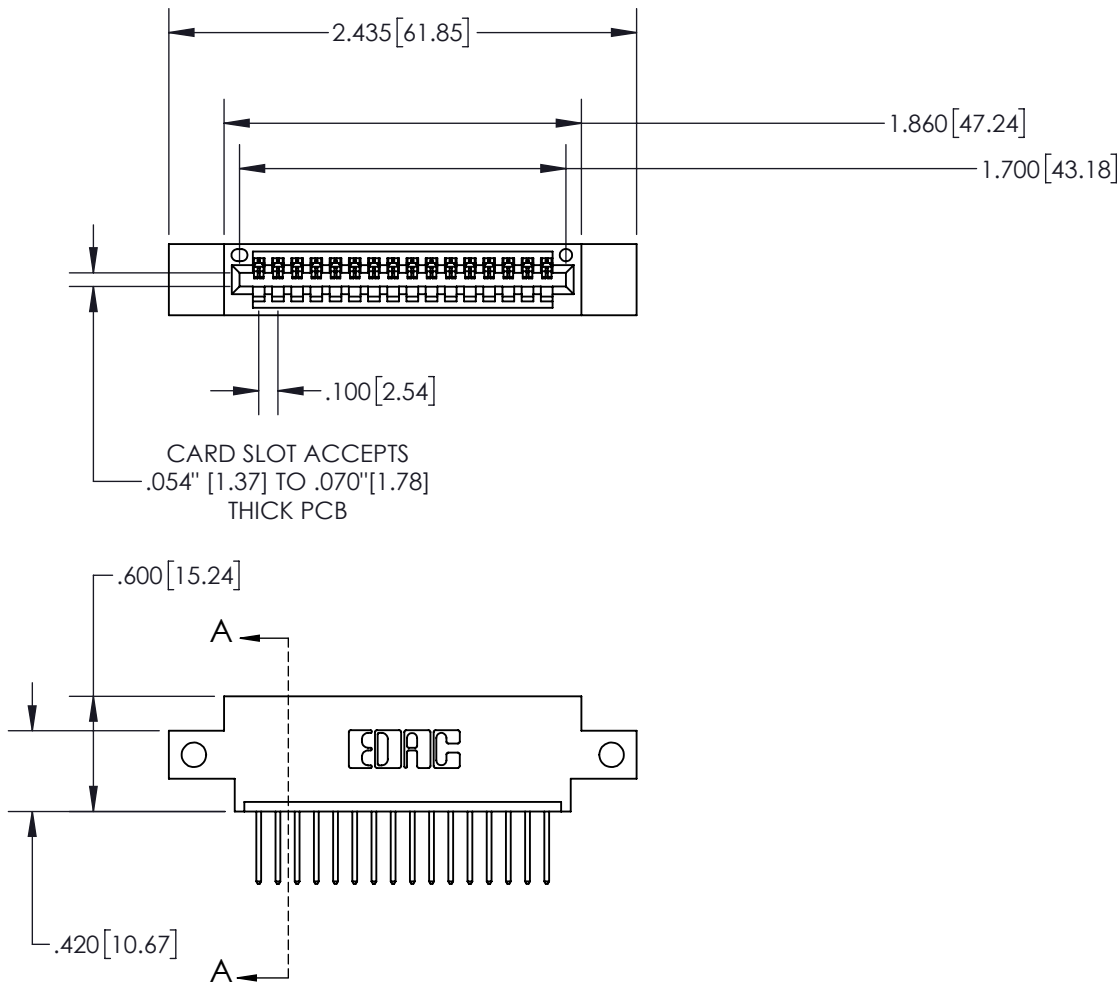 2.435[61.85]
1.860[47.24]
1.700[43.18]
.100[2.54]
CARD SLOT ACCEPTS
.054" [1.37] TO .070"[1.78]
THICK PCB
.600[15.24]
A
EDAC
.420[10.67]
A